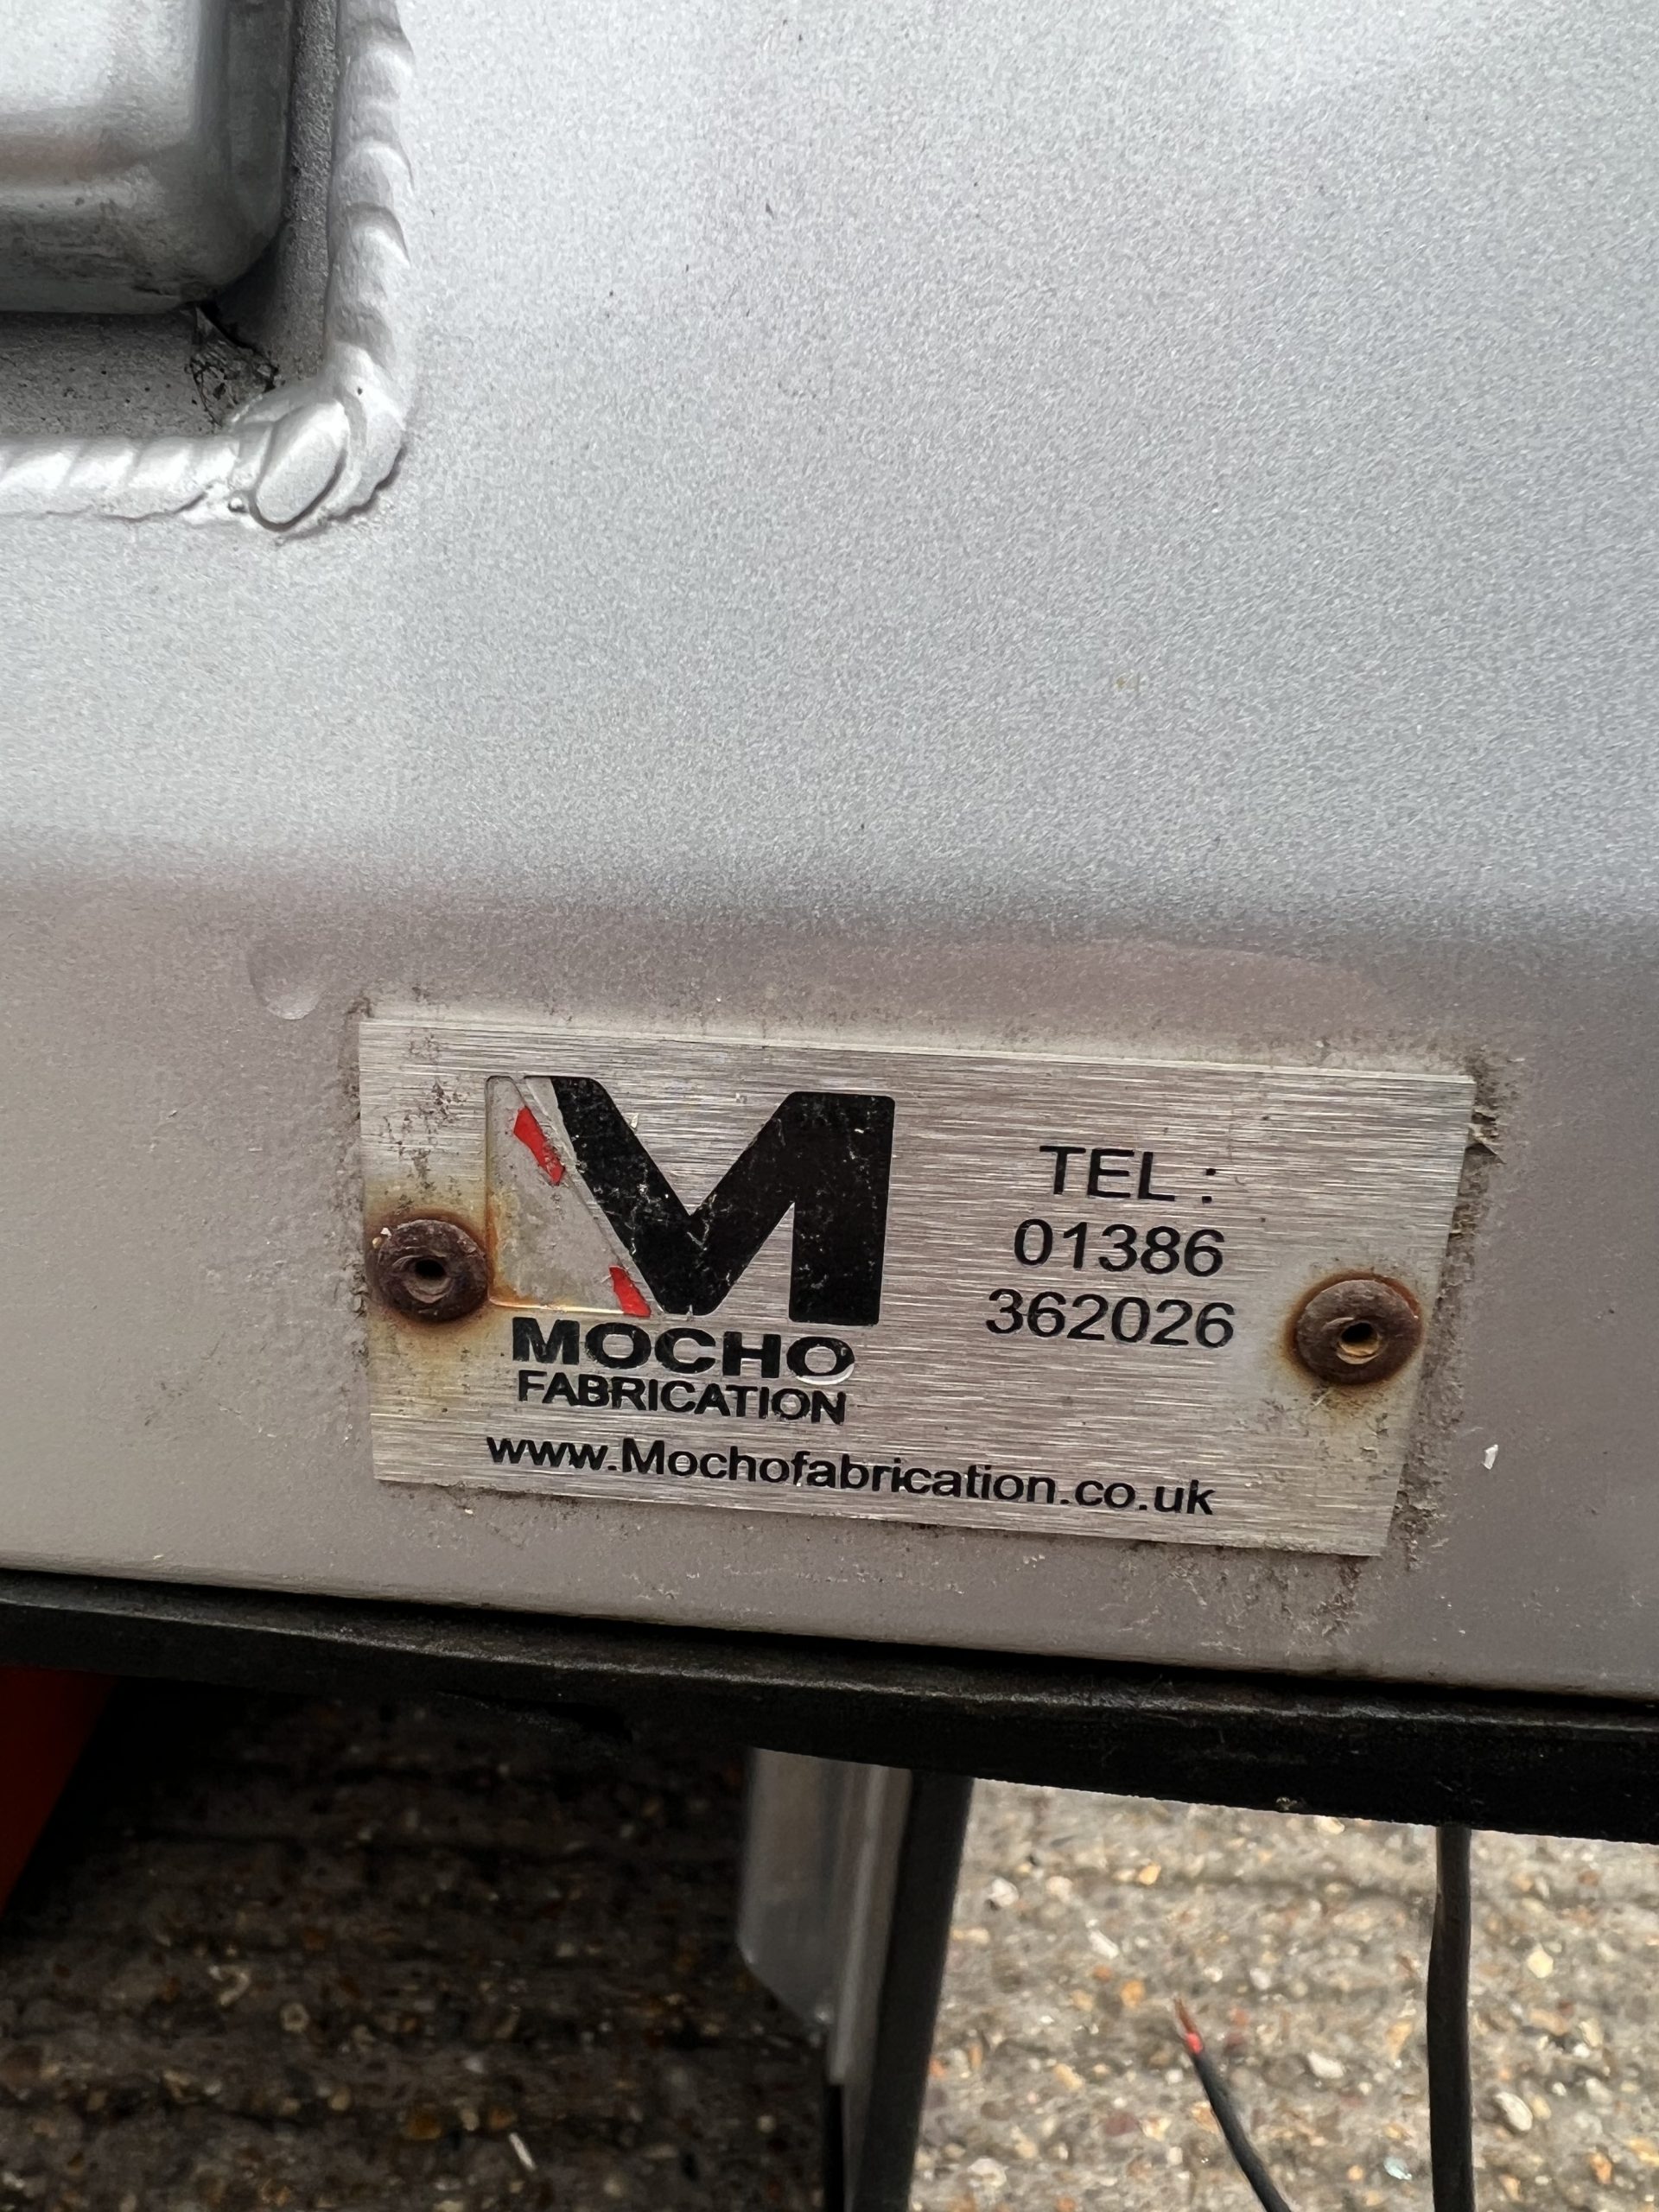 M
MOCHO
FABRICATION
TEL :
01386
362026
www.Mochofabrication.co.uk